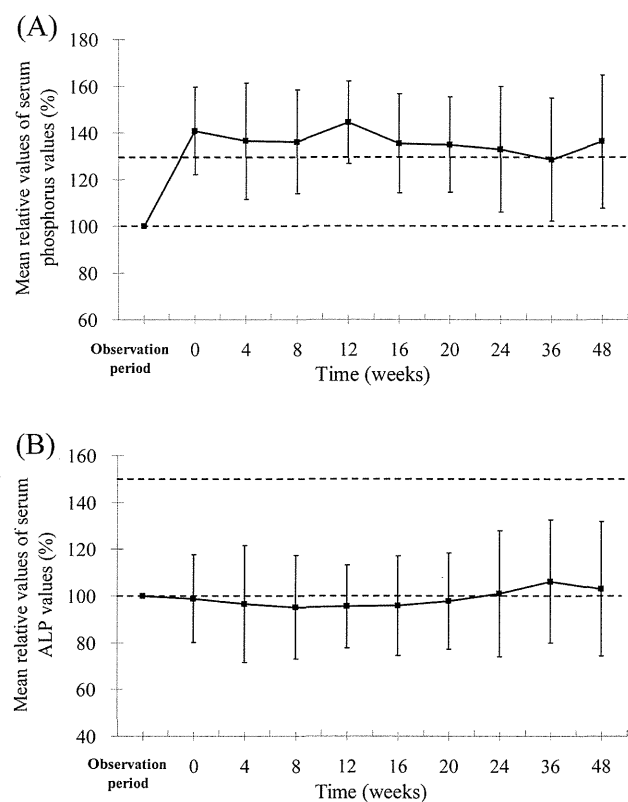 (A)
Mean relative values of serum
phosphorus values (%)
180
160
140
120
100
80
60
Observation
period
0 4 8 12 16 20 24 36 48
Time (weeks)
(B)
Mean relative values of serum
ALP values (%)
160
140
120
100
80
60
40
Observation
period
0 4 8 12 16 20 24 36 48
Time (weeks)